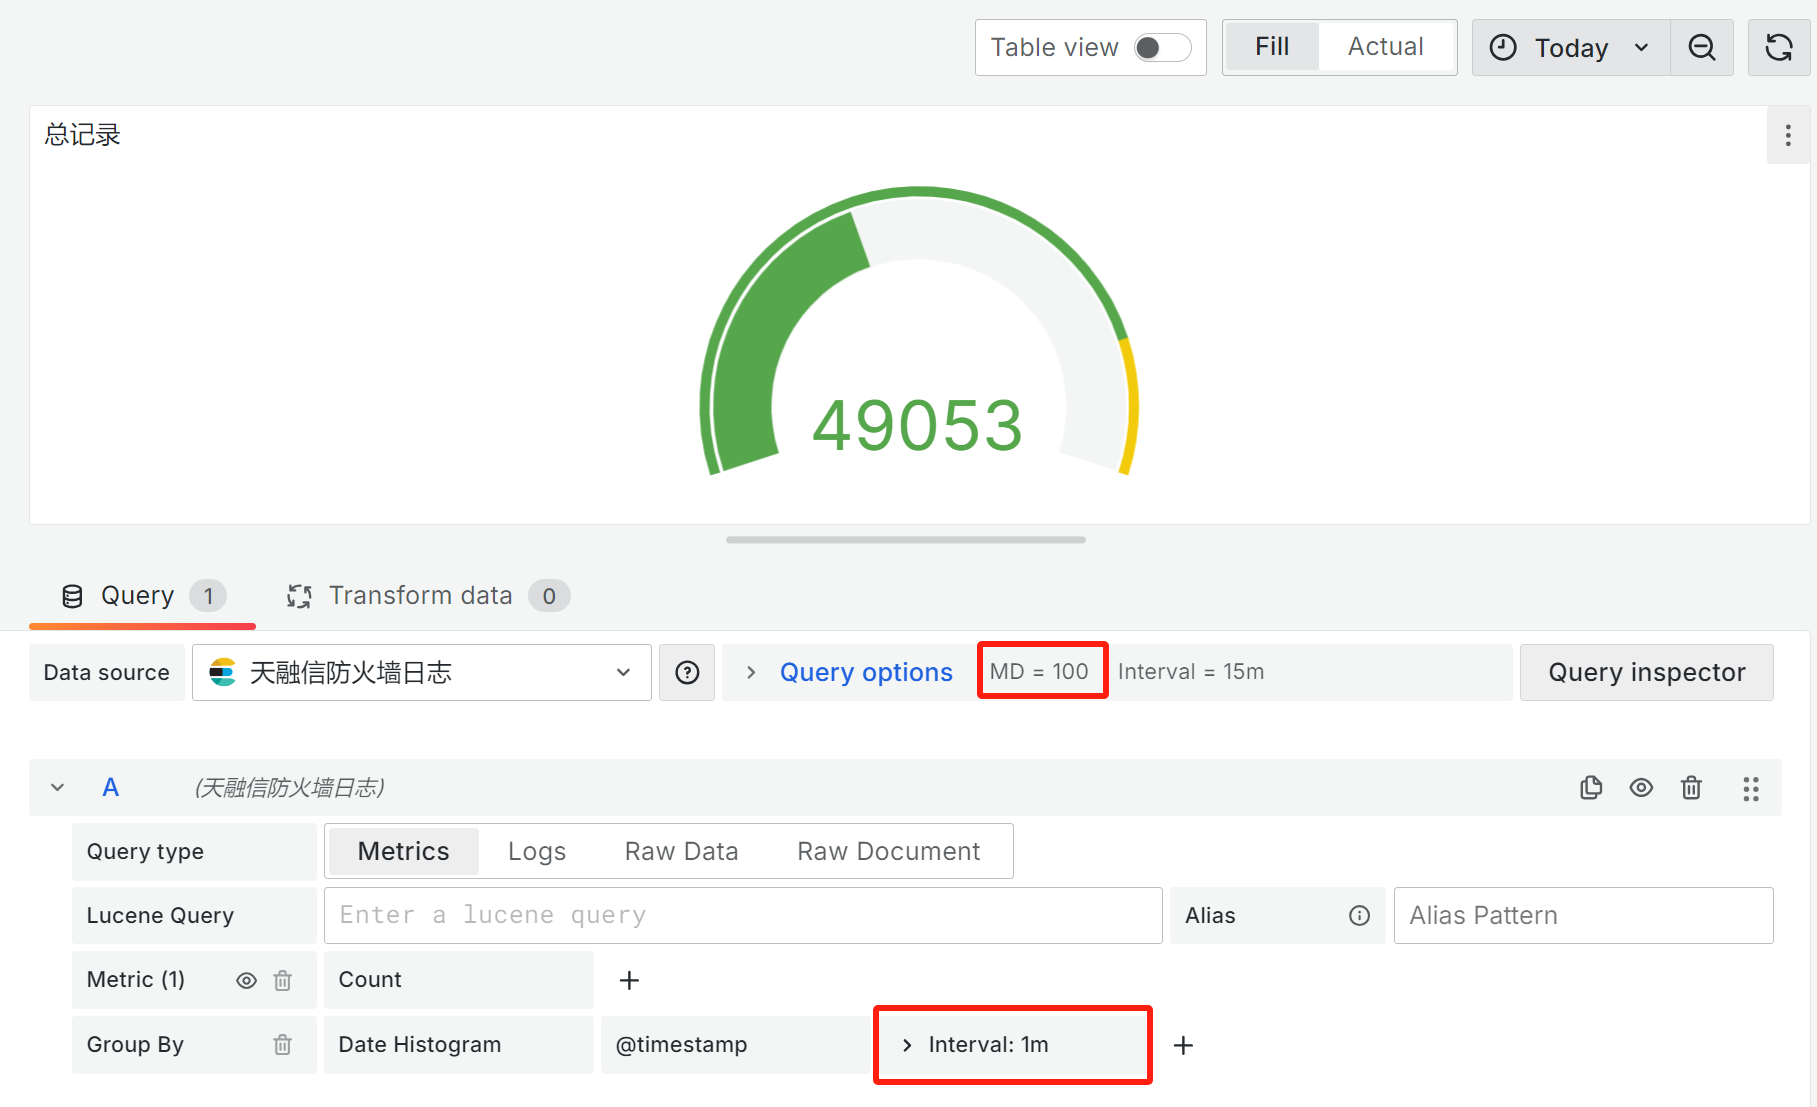 Table view Fill Actual Today
总记录
49053
Query 1 Transform data 0
Data source 天融信防火墙日志 Query options MD = 100 Interval = 15m Query inspector
A (天融信防火墙日志)
Query type Metrics Logs Raw Data Raw Document
Lucene Query Enter a lucene query Alias Alias Pattern
Metric (1) Count
Group By Date Histogram @timestamp Interval: 1m